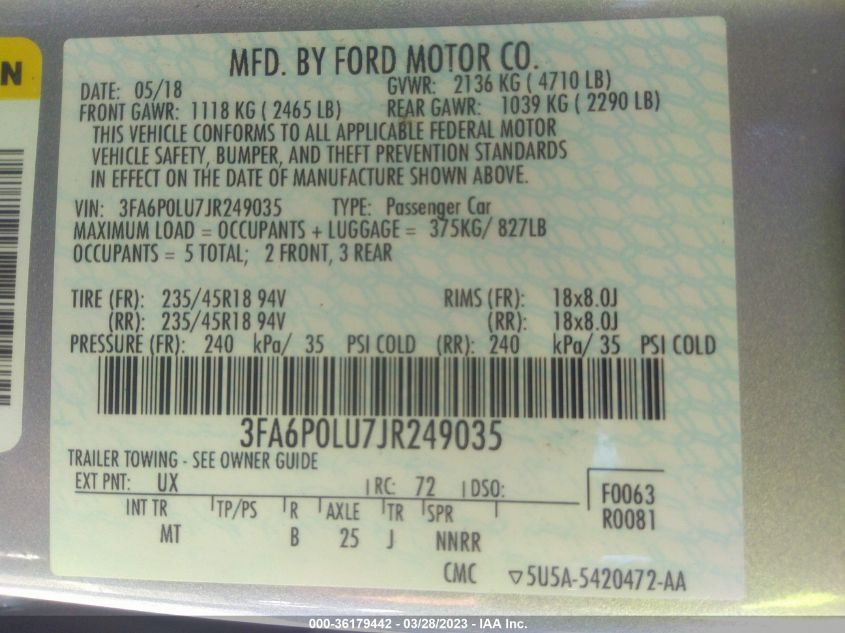 N
MFD. BY FORD MOTOR CO.
DATE: 05/18 GVWR: 2136 KG ( 4710 LB)
FRONT GAWR: 1118 KG ( 2465 LB) REAR GAWR: 1039 KG ( 2290 LB)
THIS VEHICLE CONFORMS TO ALL APPLICABLE FEDERAL MOTOR
VEHICLE SAFETY, BUMPER, AND THEFT PREVENTION STANDARDS
IN EFFECT ON THE DATE OF MANUFACTURE SHOWN ABOVE.
VIN: 3FA6P0LU7JR249035 TYPE: Passenger Car
MAXIMUM LOAD = OCCUPANTS + LUGGAGE = 375KG/ 827LB
OCCUPANTS = 5 TOTAL; 2 FRONT, 3 REAR
TIRE (FR): 235/45R18 94V RIMS (FR): 18x8.0J
(RR): 235/45R18 94V (RR): 18x8.0J
PRESSURE (FR): 240 kPa/ 35 PSI COLD (RR): 240 kPa/ 35 PSI COLD
3FA6P0LU7JR249035
TRAILER TOWING - SEE OWNER GUIDE
EXT PNT: UX RC: 72 DSO: F0063
R0081
INT TR TP/PS R AXLE TR SPR
MT B 25 J NNRR
CMC ▽5U5A-5420472-AA
000-36179442 - 03/28/2023 - IAA Inc.